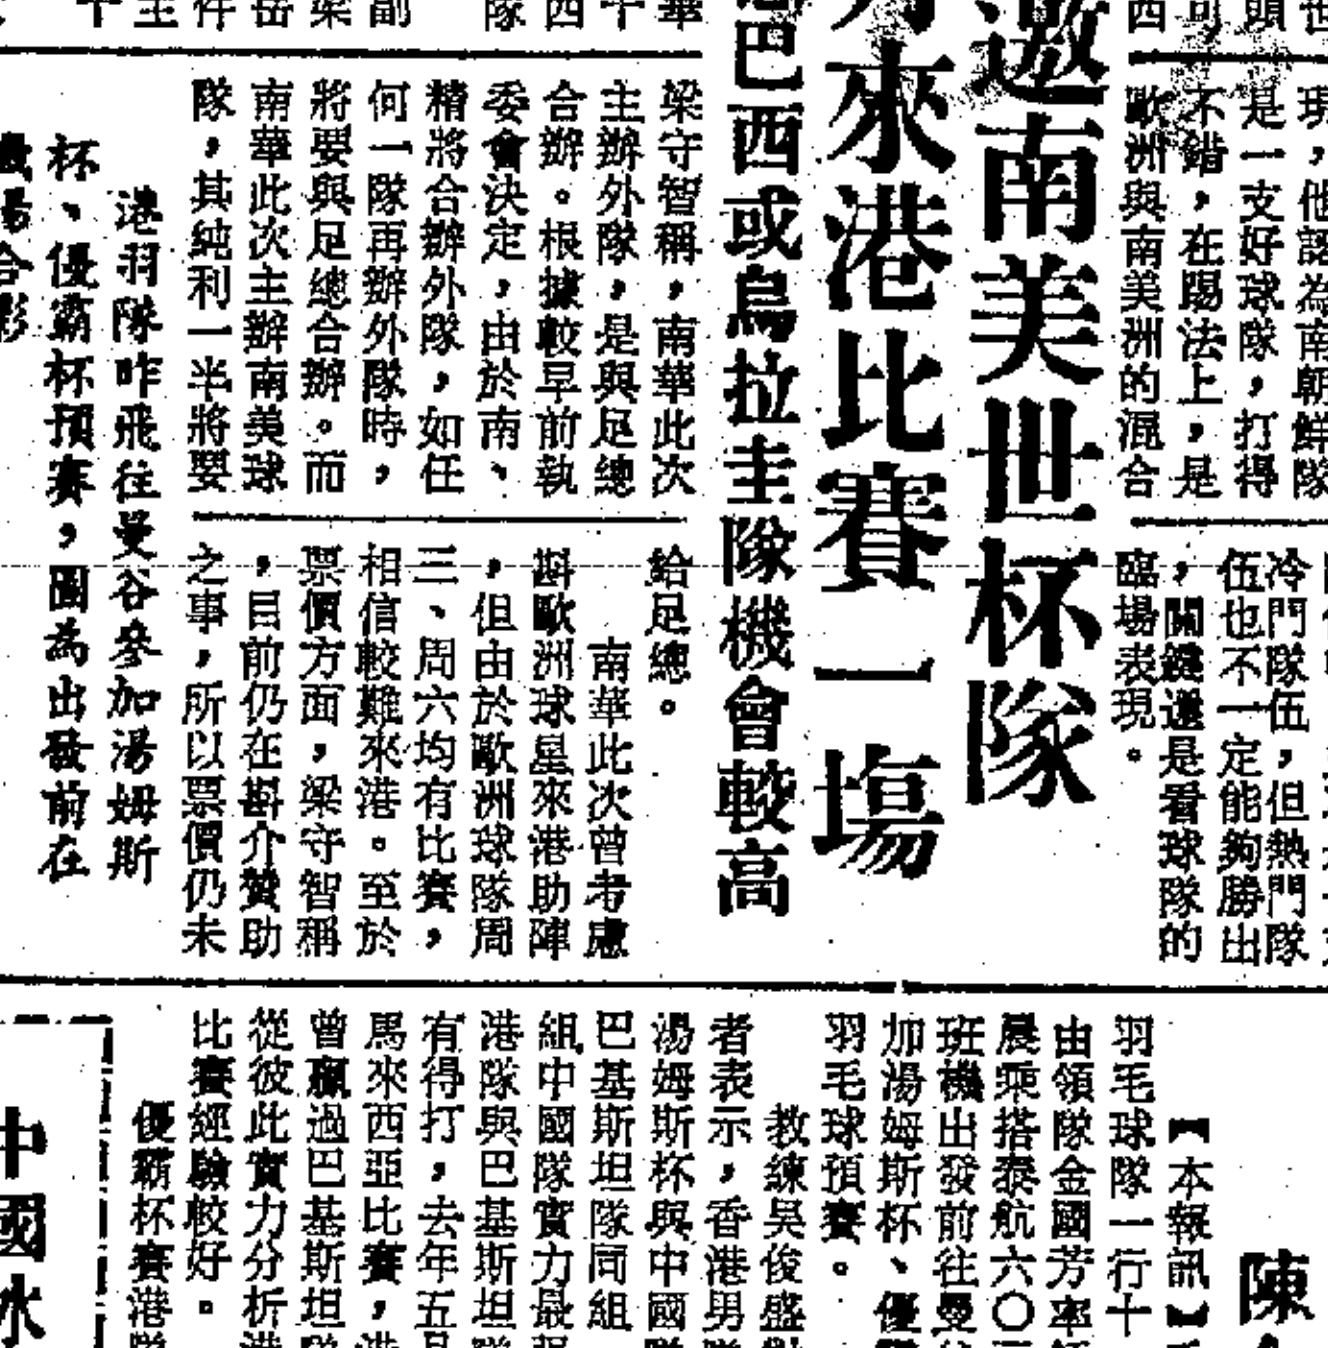 現，他認為南朝鮮隊
是一支好球隊，打得
不錯，在踢法上，是
歐洲與南美洲的混合
冷門隊伍，但熱門隊
伍也不一定能夠勝出
，關鍵還是看球隊的
臨場表現。
邀南美世杯隊
來港比賽一場
巴西或烏拉圭隊機會較高
梁守智稱，南華此次
主辦外隊，是與足總
合辦。根據較早前執
委會決定，由於南、
精將合辦外隊，如任
何一隊再辦外隊時，
將要與足總合辦。而
南華此次主辦南美球
隊，其純利一半將要
給足總。
南華此次曾考慮
斟歐洲球星來港助陣
，但由於歐洲球隊周
三、周六均有比賽，
相信較難來港。至於
票價方面，梁守智稱
，目前仍在斟介贊助
之事，所以票價仍未
港羽隊昨飛往曼谷參加湯姆斯
杯、優霸杯預賽，圖為出發前在
機場合影
陳
【本報訊】
羽毛球隊一行十
由領隊金國芳率
晨乘搭泰航六〇
班機出發前往曼
加湯姆斯杯、優
羽毛球預賽。
教練吳俊盛對
者表示，香港男
湯姆斯杯與中國
巴基斯坦隊同組
組中國隊實力最
港隊與巴基斯坦
有得打，去年五
馬來西亞比賽，港
曾贏過巴基斯坦
從彼此實力分析
比賽經驗較好。
優霸杯賽港隊
中國冰